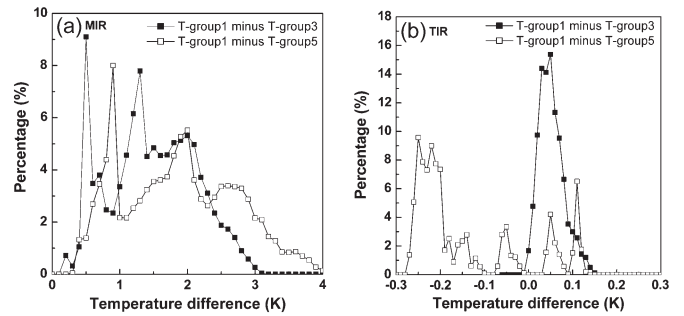 (a) MIR
T-group1 minus T-group3
T-group1 minus T-group5
10
8
6
4
2
0
Percentage (%)
0 1 2 3 4
Temperature difference (K)
(b) TIR
T-group1 minus T-group3
T-group1 minus T-group5
18
16
14
12
10
8
6
4
2
0
Percentage (%)
-0.3 -0.2 -0.1 0.0 0.1 0.2 0.3
Temperature difference (K)